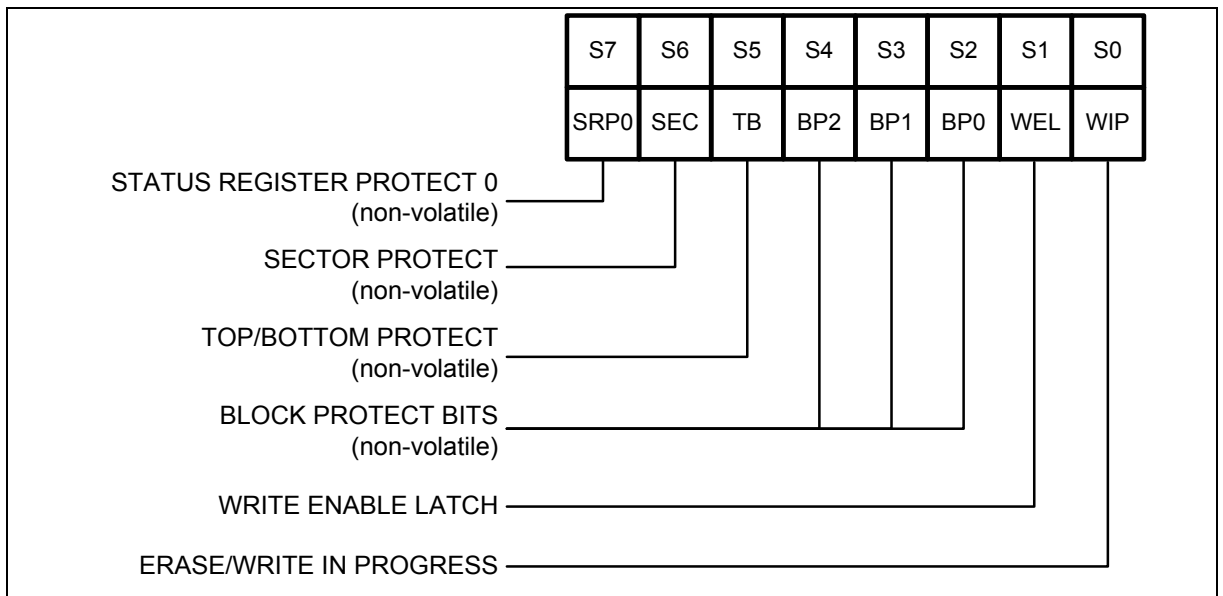 S7 S6 S5 S4 S3 S2 S1 S0
SRP0 SEC TB BP2 BP1 BP0 WEL WIP
STATUS REGISTER PROTECT 0
(non-volatile)
SECTOR PROTECT
(non-volatile)
TOP/BOTTOM PROTECT
(non-volatile)
BLOCK PROTECT BITS
(non-volatile)
WRITE ENABLE LATCH
ERASE/WRITE IN PROGRESS